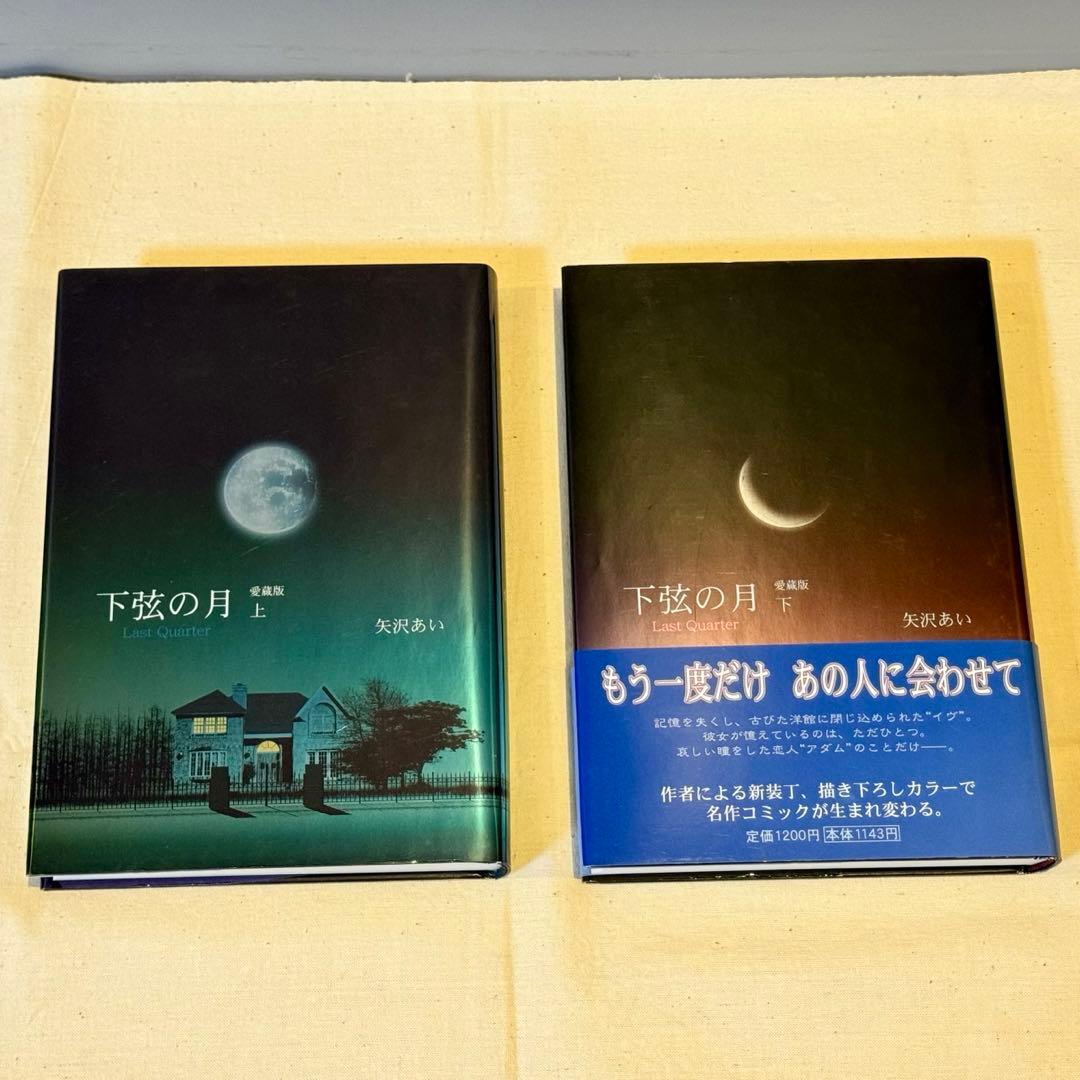 下弦の月
愛蔵版
上
Last Quarter
矢沢あい
下弦の月
愛蔵版
下
Last Quarter
矢沢あい
もう一度だけ あの人に会わせて
記憶を失くし、古びた洋館に閉じ込められた“イヴ”。
彼女が憶えているのは、ただひとつ。
哀しい瞳をした恋人“アダム”のことだけ――。
作者による新装丁、描き下ろしカラーで
名作コミックが生まれ変わる。
定価1200円 本体1143円